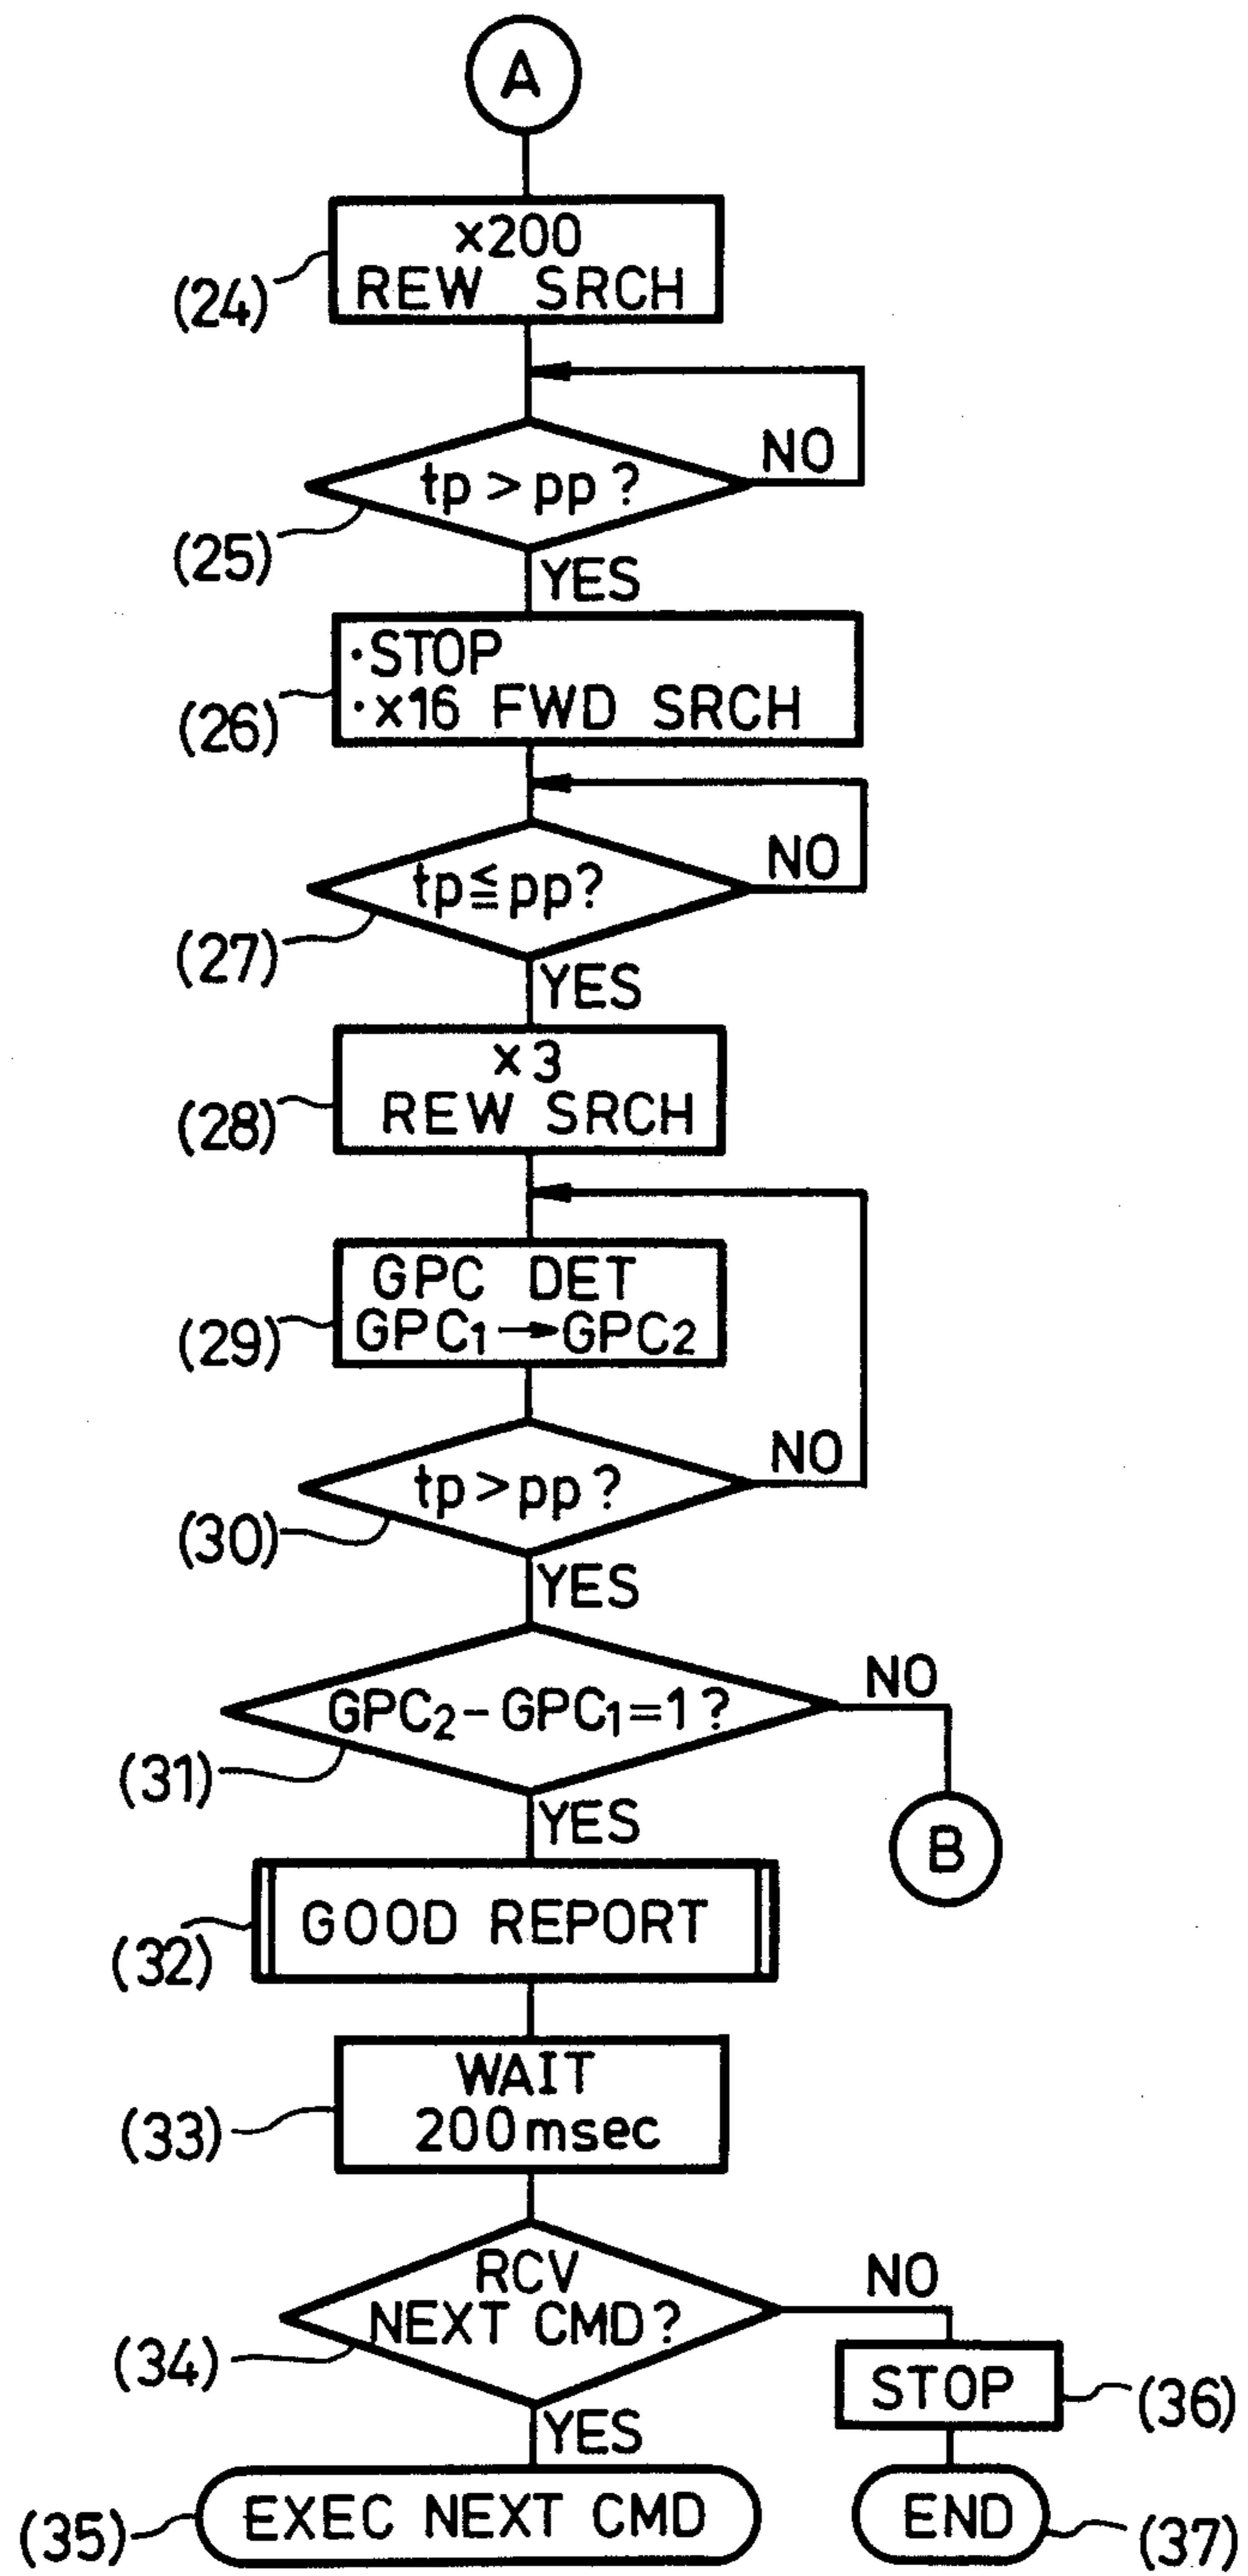 A
x200
REW SRCH
(24)
NO
tp > pp ?
(25)
YES
·STOP
·x16 FWD SRCH
(26)
NO
tp ≦ pp?
(27)
YES
x3
REW SRCH
(28)
GPC DET
GPC₁ → GPC₂
(29)
NO
tp > pp ?
(30)
YES
NO
GPC₂ - GPC₁ = 1 ?
(31)
YES
B
GOOD REPORT
(32)
WAIT
200 msec
(33)
RCV
NEXT CMD?
NO
(34)
STOP
(36)
YES
EXEC NEXT CMD
(35)
END
(37)